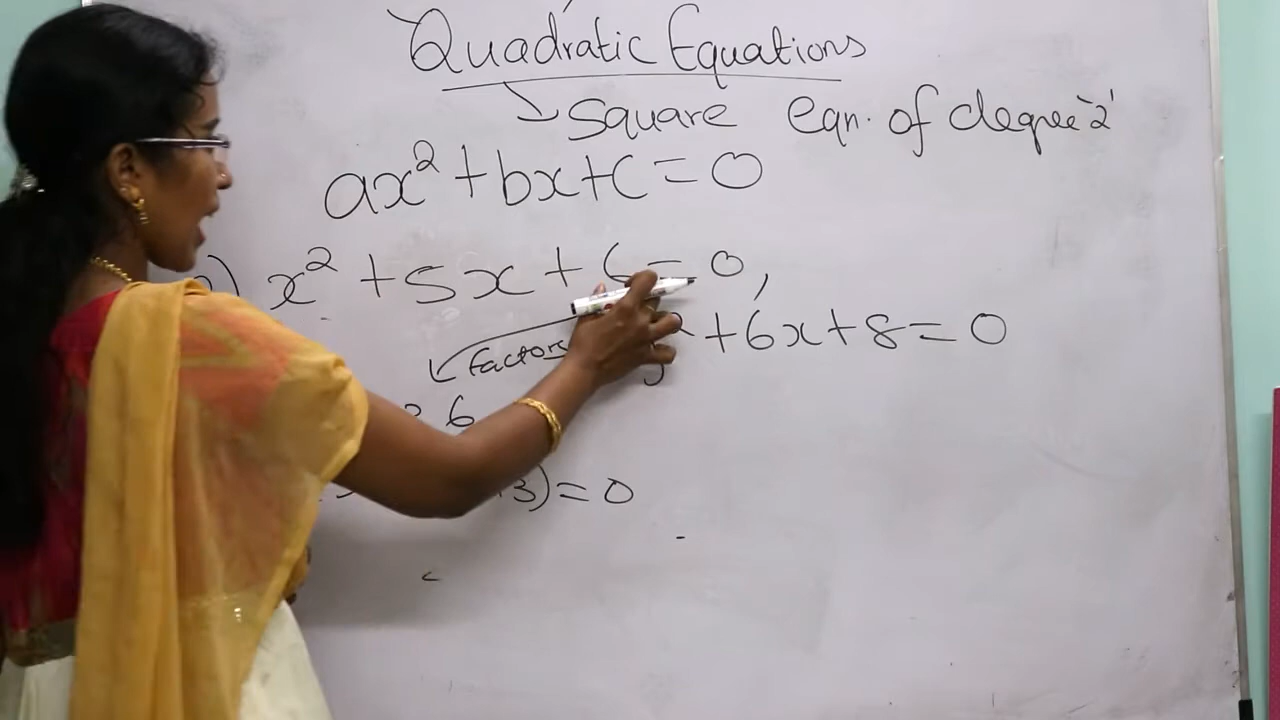 Quadratic Equations
square eqn. of degree '2'
ax² + bx + c = 0
x² + 5x + 6 = 0,
+ 6x + 8 = 0
factors
6
3) = 0